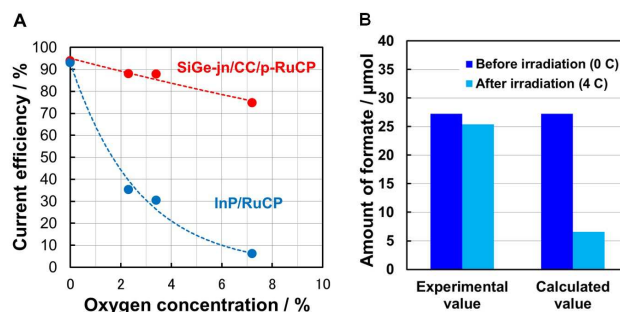 A
100
90
80
70
60
50
40
30
20
10
0
0
2
4
6
8
10
Current efficiency / %
Oxygen concentration / %
SiGe-jn/CC/p-RuCP
InP/RuCP
B
40
35
30
25
20
15
10
5
0
Amount of formate / μmol
Before irradiation (0 C)
After irradiation (4 C)
Experimental
value
Calculated
value